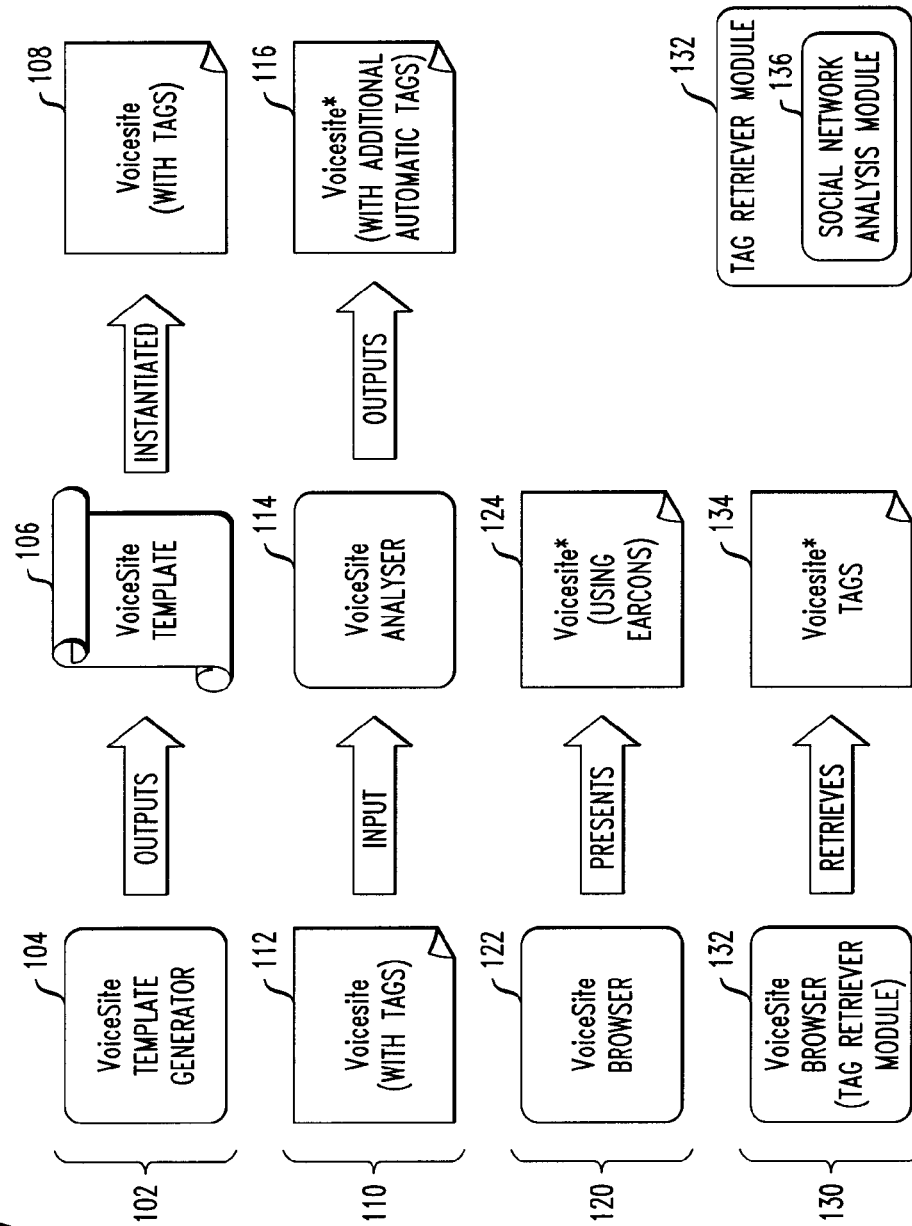 102
104
VoiceSite
TEMPLATE
GENERATOR
OUTPUTS
106
VoiceSite
TEMPLATE
INSTANTIATED
108
Voicesite
(WITH TAGS)
110
112
Voicesite
(WITH TAGS)
INPUT
114
VoiceSite
ANALYSER
OUTPUTS
116
Voicesite*
(WITH ADDITIONAL
AUTOMATIC TAGS)
120
122
VoiceSite
BROWSER
PRESENTS
124
Voicesite*
(USING
EARCONS)
130
132
VoiceSite
BROWSER
(TAG RETRIEVER
MODULE)
RETRIEVES
134
Voicesite*
TAGS
132
TAG RETRIEVER MODULE
136
SOCIAL NETWORK
ANALYSIS MODULE